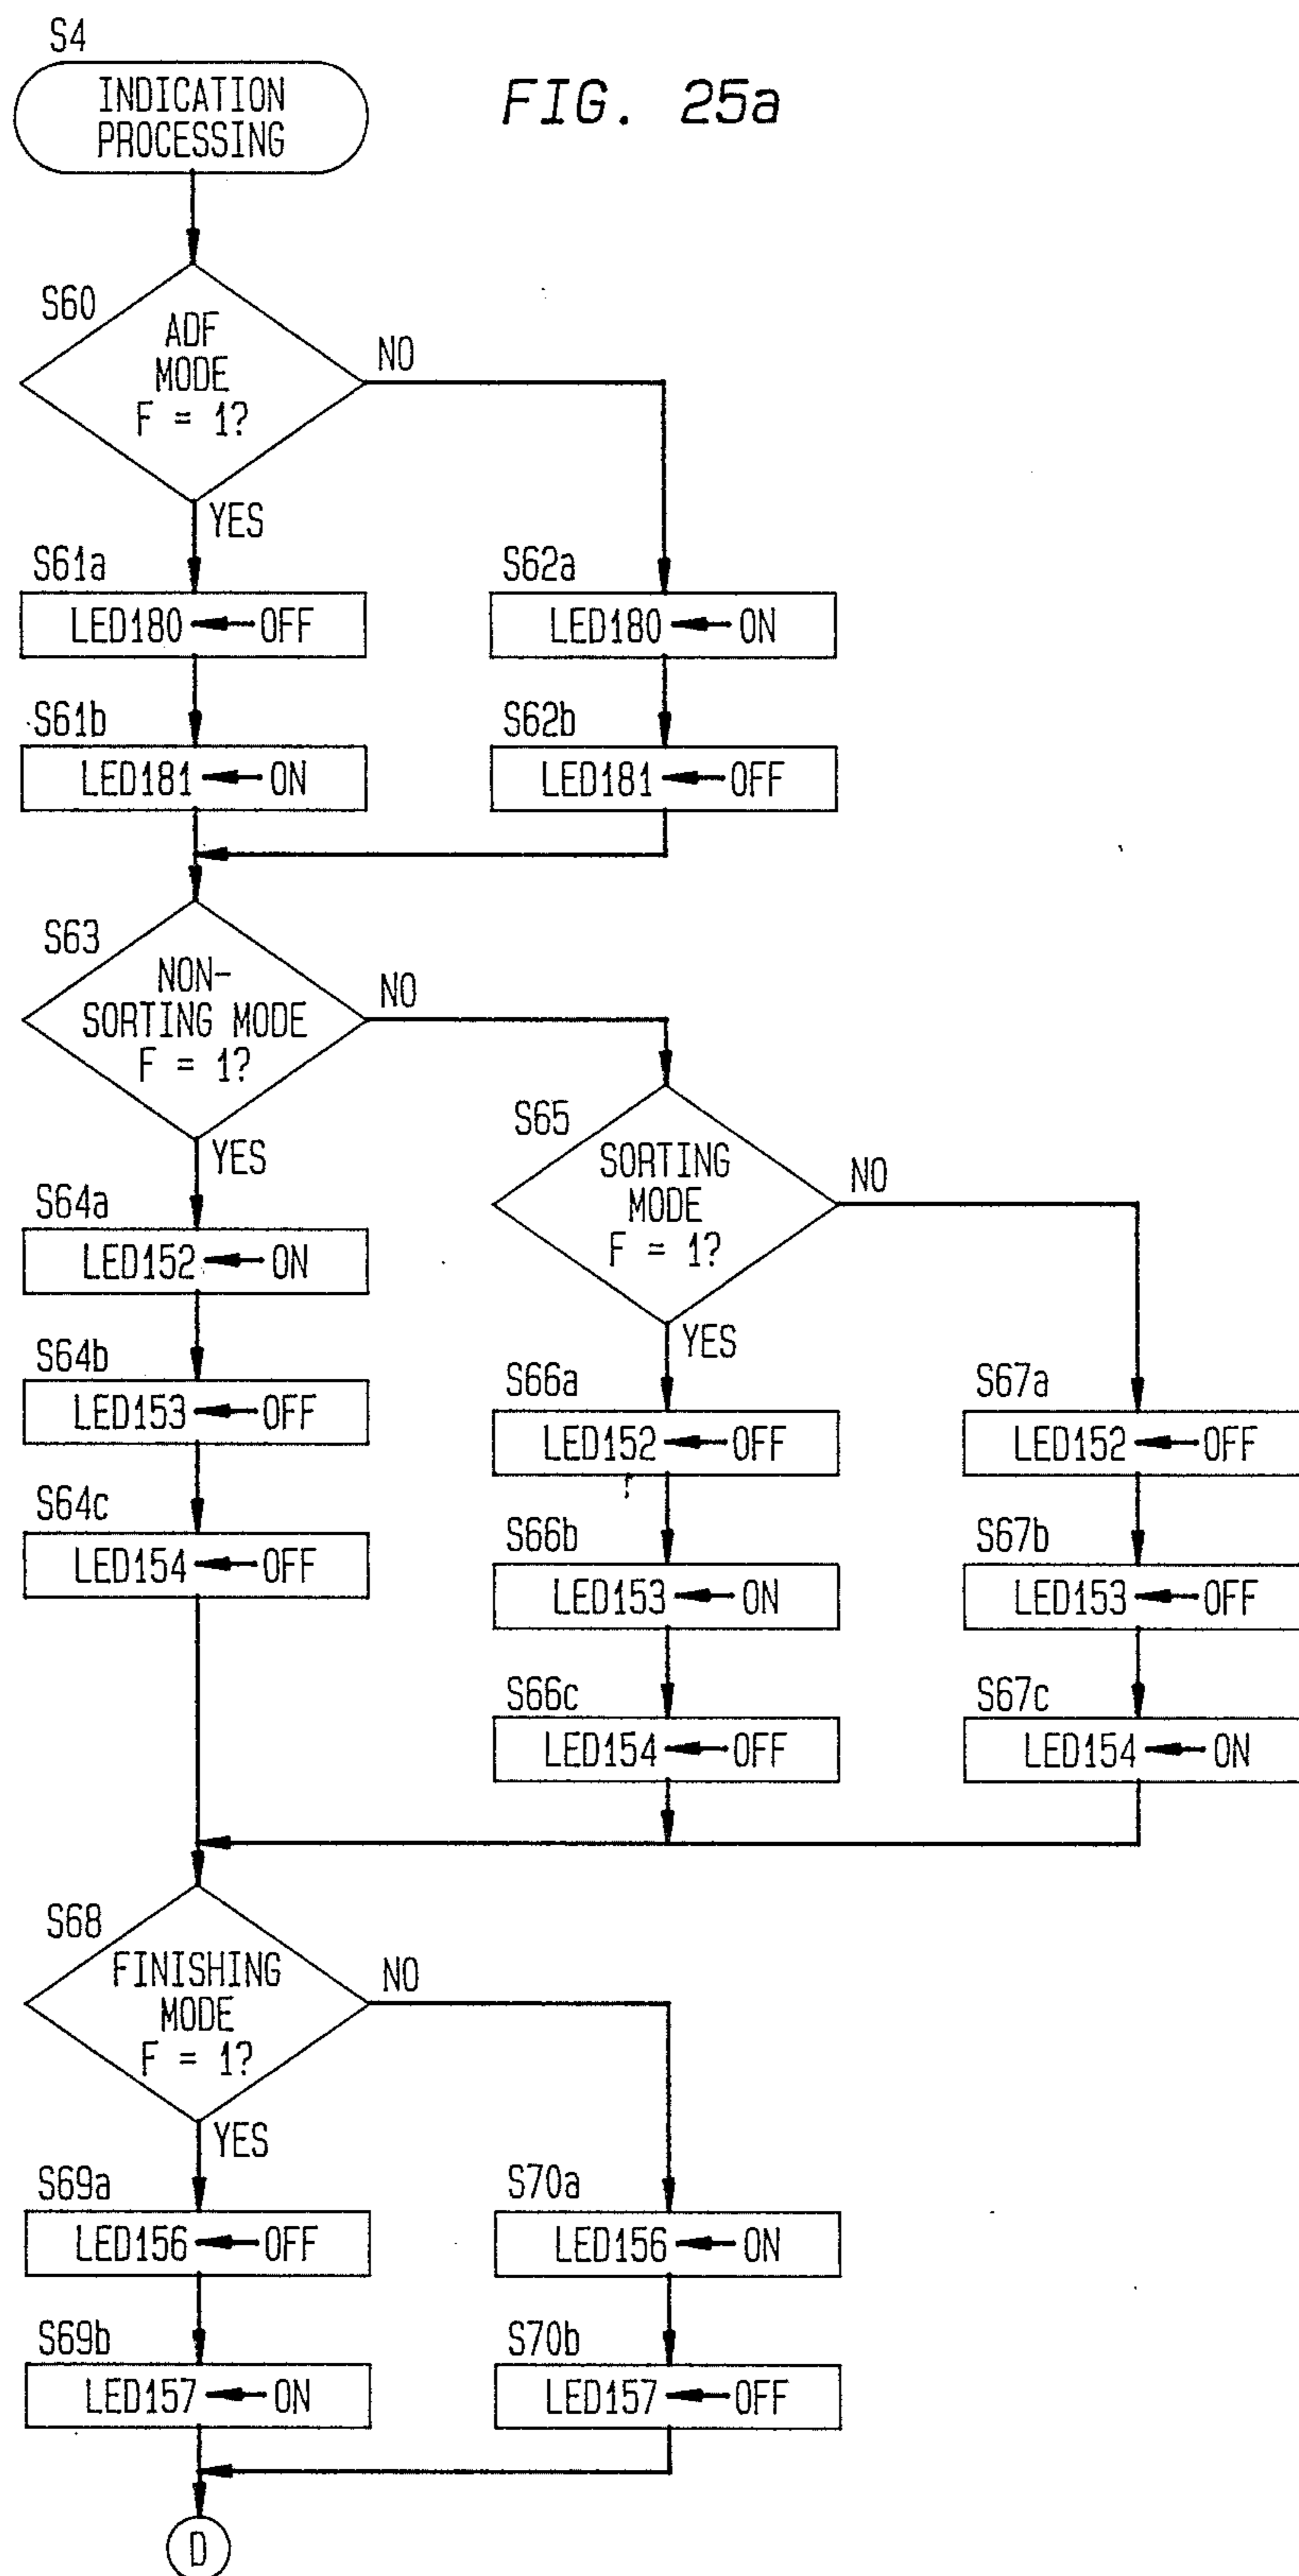 S4
INDICATION
PROCESSING
FIG. 25a
S60
ADF
MODE
F = 1?
NO
YES
S61a
LED180 ← OFF
S62a
LED180 ← ON
S61b
LED181 ← ON
S62b
LED181 ← OFF
S63
NON-
SORTING MODE
F = 1?
NO
YES
S65
SORTING
MODE
F = 1?
NO
YES
S64a
LED152 ← ON
S64b
LED153 ← OFF
S64c
LED154 ← OFF
S66a
LED152 ← OFF
S66b
LED153 ← ON
S66c
LED154 ← OFF
S67a
LED152 ← OFF
S67b
LED153 ← OFF
S67c
LED154 ← ON
S68
FINISHING
MODE
F = 1?
NO
YES
S69a
LED156 ← OFF
S70a
LED156 ← ON
S69b
LED157 ← ON
S70b
LED157 ← OFF
D